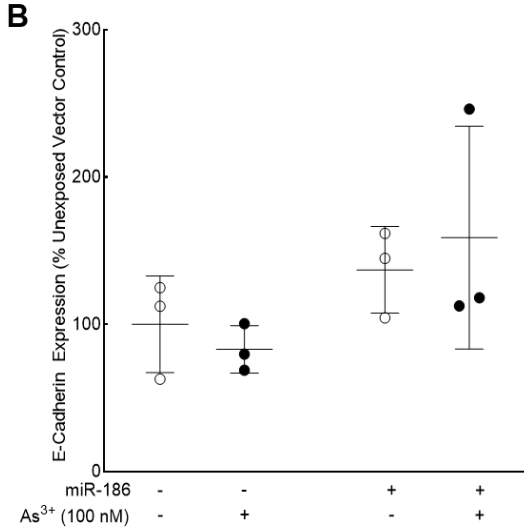 B
E-Cadherin Expression (% Unexposed Vector Control)
300
200
100
0
miR-186 - - + +
As³⁺ (100 nM) - + - +